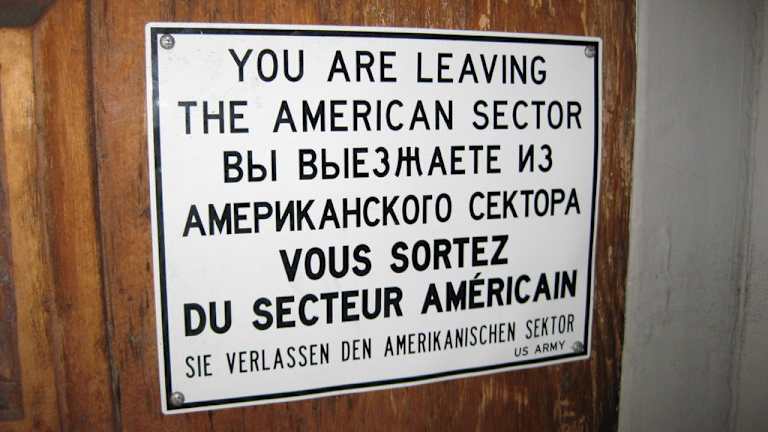 YOU ARE LEAVING
THE AMERICAN SECTOR
ВЫ ВЫЕЗЖАЕТЕ ИЗ
АМЕРИКАНСКОГО СЕКТОРА
VOUS SORTEZ
DU SECTEUR AMÉRICAIN
SIE VERLASSEN DEN AMERIKANISCHEN SEKTOR
US ARMY